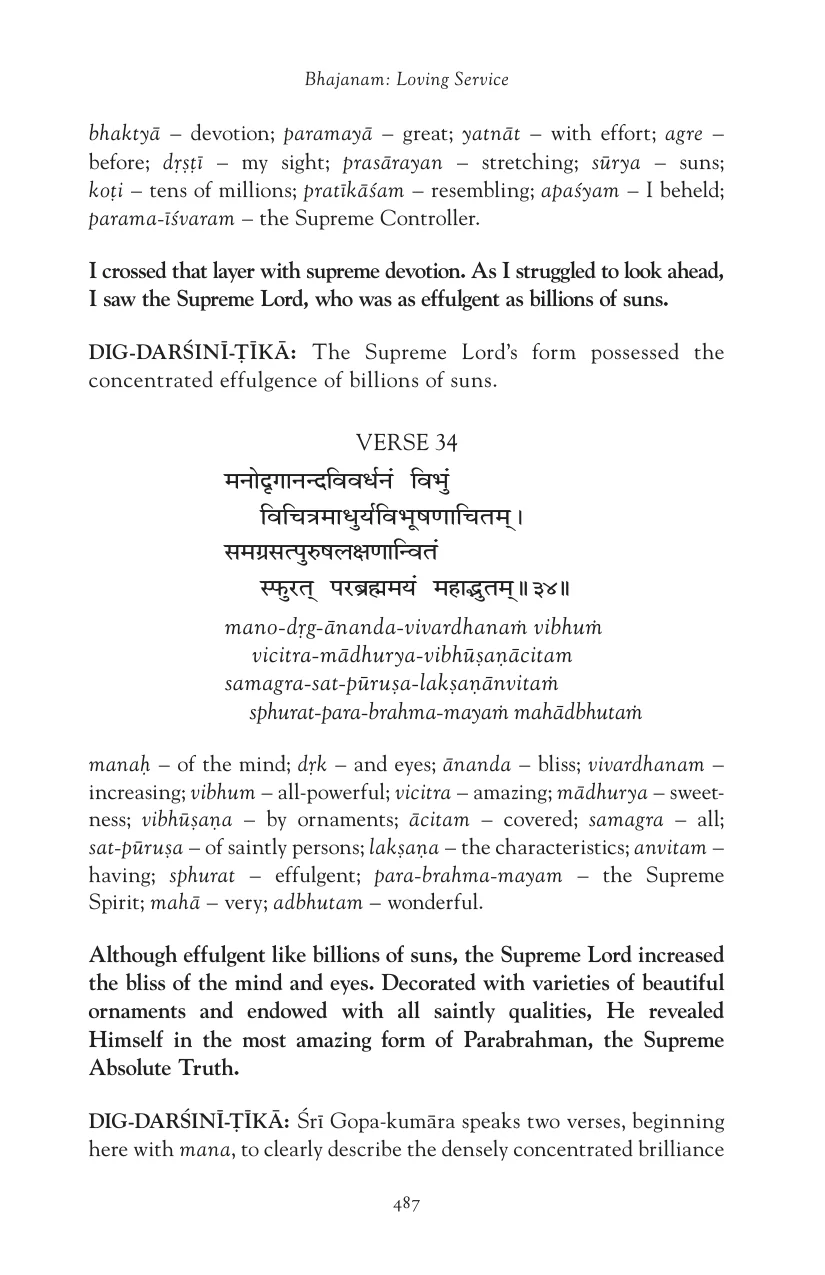 Bhajanam: Loving Service
bhaktyā – devotion; paramayā – great; yatnāt – with effort; agre –
before; dṛṣṭī – my sight; prasārayan – stretching; sūrya – suns;
koṭi – tens of millions; pratīkāśam – resembling; apaśyam – I beheld;
parama-īśvaram – the Supreme Controller.
I crossed that layer with supreme devotion. As I struggled to look ahead,
I saw the Supreme Lord, who was as effulgent as billions of suns.
DIG-DARŚINĪ-ṬĪKĀ: The Supreme Lord’s form possessed the
concentrated effulgence of billions of suns.
VERSE 34
मनोदृगानन्दविवर्धनं विभुं
विचित्रमाधुर्यविभूषणाचितम्।
समग्रसत्पुरुषलक्षणान्वितं
स्फुरत् परब्रह्ममयं महाद्भुतम्॥३४॥
mano-dṛg-ānanda-vivardhanaṁ vibhuṁ
vicitra-mādhurya-vibhūṣaṇācitam
samagra-sat-pūruṣa-lakṣaṇānvitaṁ
sphurat-para-brahma-mayaṁ mahādbhutaṁ
manaḥ – of the mind; dṛk – and eyes; ānanda – bliss; vivardhanam –
increasing; vibhum – all-powerful; vicitra – amazing; mādhurya – sweet-
ness; vibhūṣaṇa – by ornaments; ācitam – covered; samagra – all;
sat-pūruṣa – of saintly persons; lakṣaṇa – the characteristics; anvitam –
having; sphurat – effulgent; para-brahma-mayam – the Supreme
Spirit; mahā – very; adbhutam – wonderful.
Although effulgent like billions of suns, the Supreme Lord increased
the bliss of the mind and eyes. Decorated with varieties of beautiful
ornaments and endowed with all saintly qualities, He revealed
Himself in the most amazing form of Parabrahman, the Supreme
Absolute Truth.
DIG-DARŚINĪ-ṬĪKĀ: Śrī Gopa-kumāra speaks two verses, beginning
here with mana, to clearly describe the densely concentrated brilliance
487